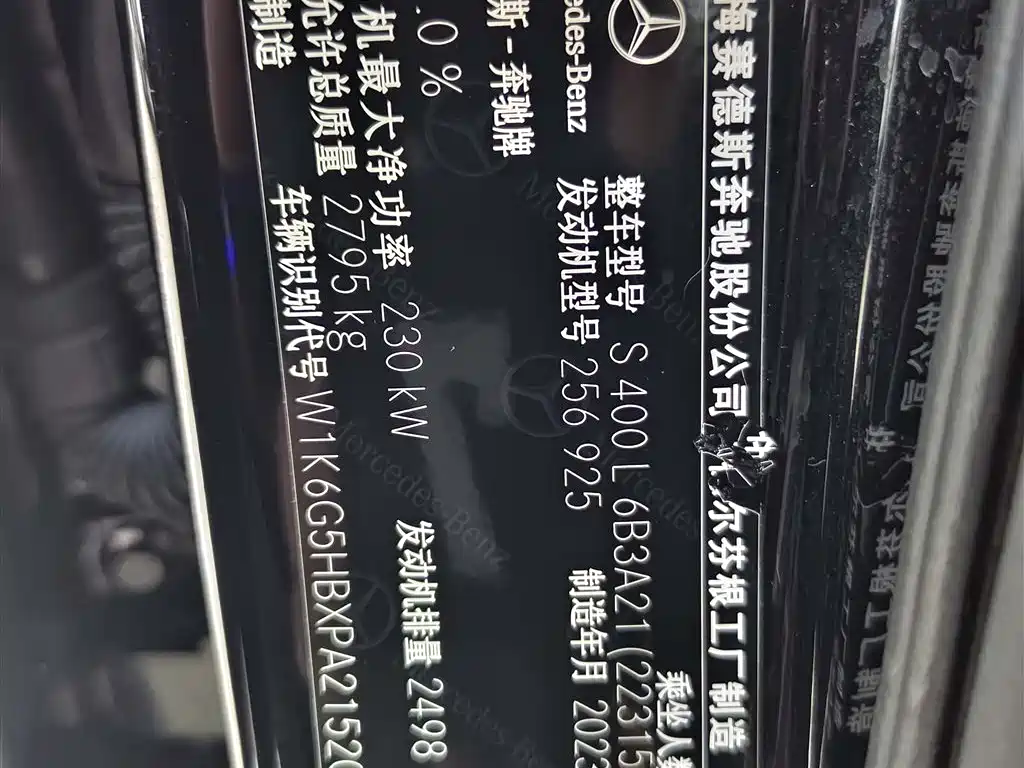 梅赛德斯奔驰股份公司 尔芬根工厂制造
乘坐人数
整车型号 S 400 L 6B3A21(22315
Mercedes-Benz
发动机型号 256 925 制造年月 2023
斯-奔驰牌
.0 %
机最大净功率 230 kW 发动机排量 2498
允许总质量 2795 kg
制造
车辆识别代号 W1K6G5HBXPA2152